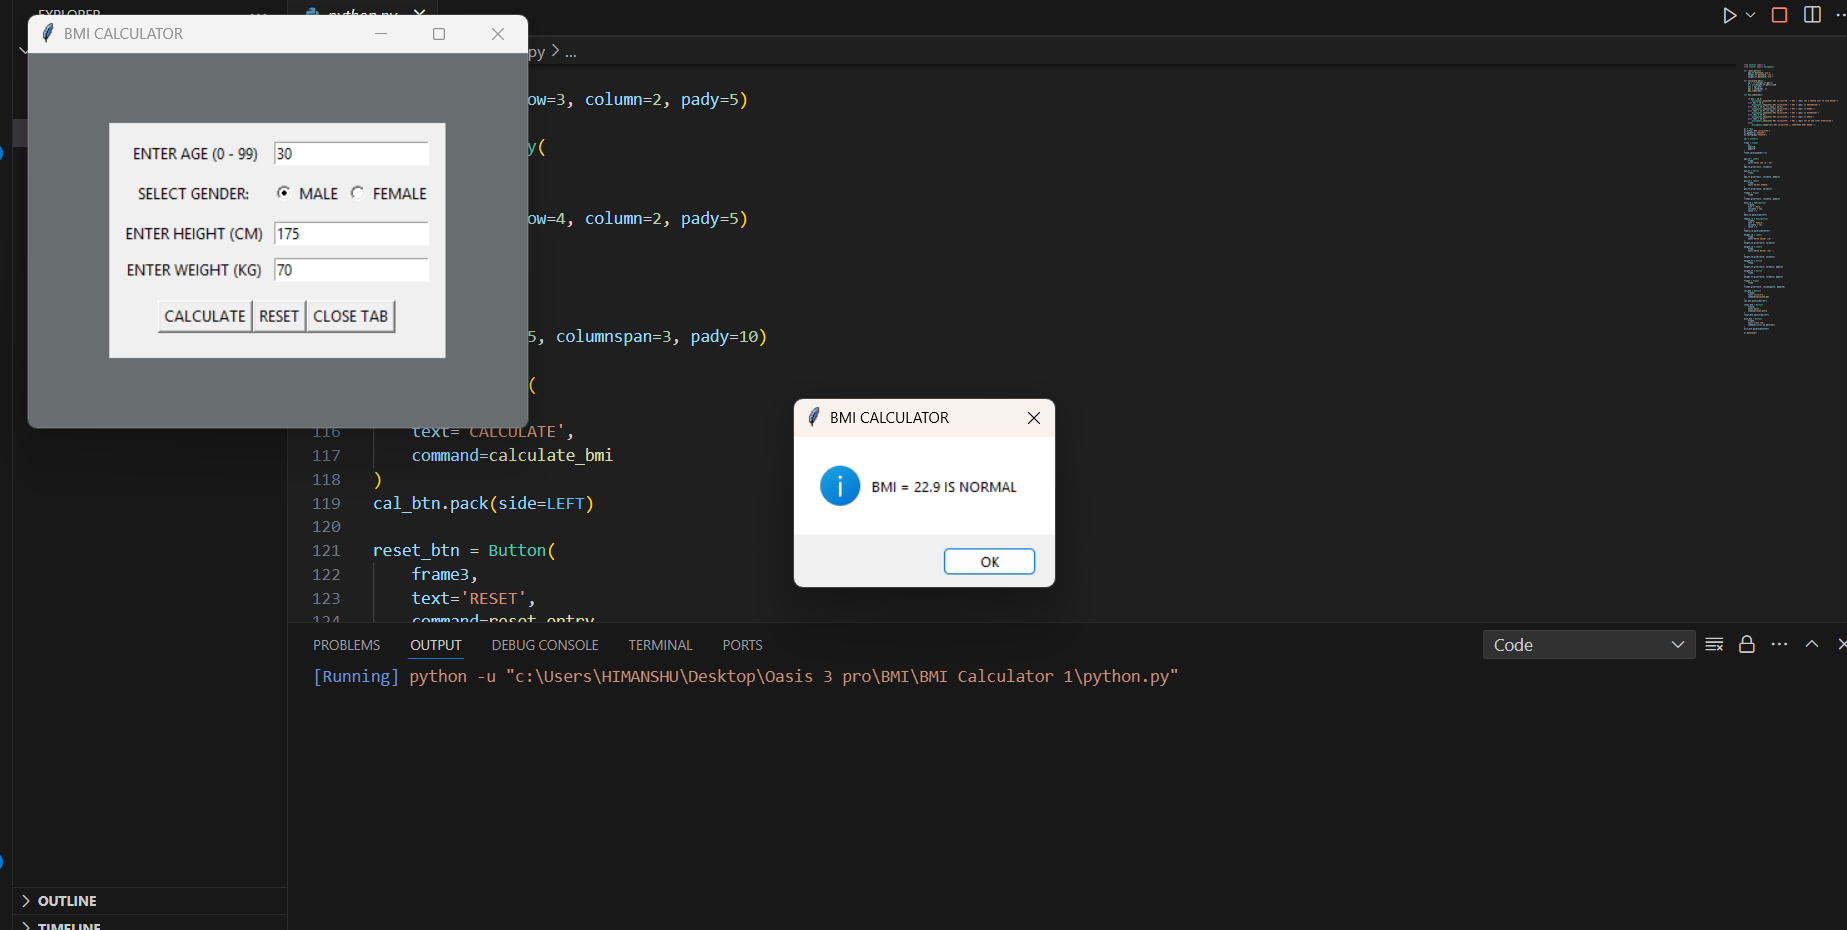 EXPLORER
python.py
BMI CALCULATOR
py > ...
ENTER AGE (0 - 99) 30
SELECT GENDER: MALE FEMALE
ENTER HEIGHT (CM) 175
ENTER WEIGHT (KG) 70
CALCULATE RESET CLOSE TAB
ow=3, column=2, pady=5)
y(
ow=4, column=2, pady=5)
5, columnspan=3, pady=10)
(
116 text='CALCULATE',
117 command=calculate_bmi
118 )
119 cal_btn.pack(side=LEFT)
120
121 reset_btn = Button(
122 frame3,
123 text='RESET',
124 command=reset_entry
BMI CALCULATOR
BMI = 22.9 IS NORMAL
OK
PROBLEMS OUTPUT DEBUG CONSOLE TERMINAL PORTS
Code
[Running] python -u "c:\Users\HIMANSHU\Desktop\Oasis 3 pro\BMI\BMI Calculator 1\python.py"
OUTLINE
TIMELINE